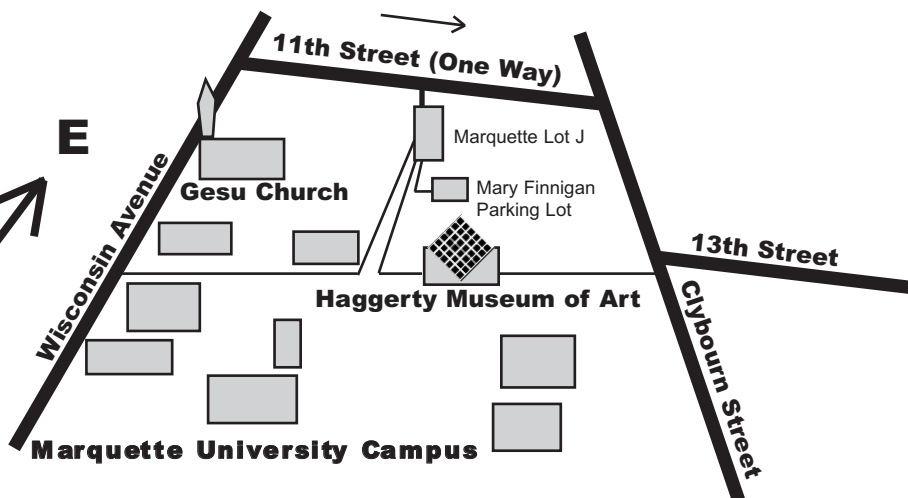 11th Street (One Way)
E
Marquette Lot J
Wisconsin Avenue
Gesu Church
Mary Finnigan
Parking Lot
13th Street
Haggerty Museum of Art
Clybourn Street
Marquette University Campus